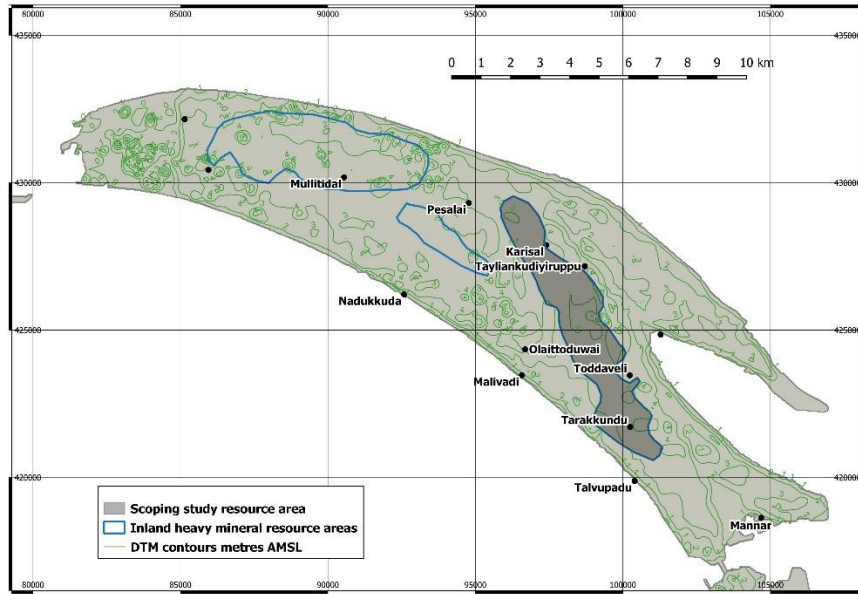 80000 85000 90000 95000 100000 105000
435000 435000
0 1 2 3 4 5 6 7 8 9 10 km
430000 430000
Mullitidai
Pesalai
Karisal
Tayliankudiyiruppu
Nadukkuda
425000 425000
Olaittoduwai
Malivadi
Toddaveli
Tarakkundu
420000 420000
Talvupadu
Mannar
Scoping study resource area
Inland heavy mineral resource areas
DTM contours metres AMSL
80000 85000 90000 95000 100000 105000